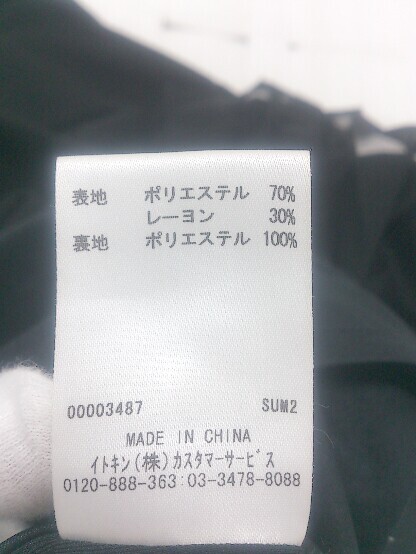 表地 ポリエステル 70%
レーヨン 30%
裏地 ポリエステル 100%
00003487 SUM2
MADE IN CHINA
イトキン(株)カスタマーサービス
0120-888-363 03-3478-8088